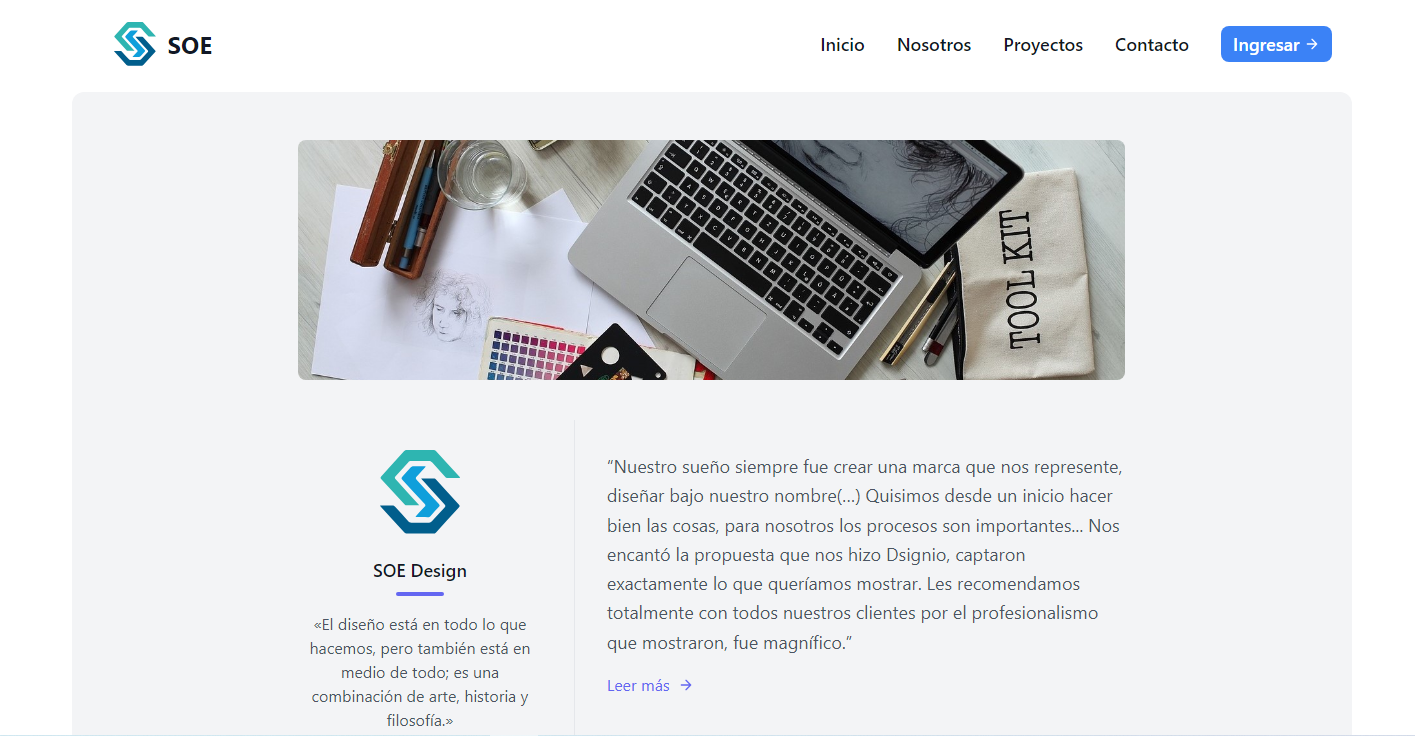 SOE
Inicio Nosotros Proyectos Contacto Ingresar →
TOOL KIT
SOE Design
«El diseño está en todo lo que
hacemos, pero también está en
medio de todo; es una
combinación de arte, historia y
filosofía.»
“Nuestro sueño siempre fue crear una marca que nos represente,
diseñar bajo nuestro nombre(...) Quisimos desde un inicio hacer
bien las cosas, para nosotros los procesos son importantes... Nos
encantó la propuesta que nos hizo Dsignio, captaron
exactamente lo que queríamos mostrar. Les recomendamos
totalmente con todos nuestros clientes por el profesionalismo
que mostraron, fue magnífico.”
Leer más →